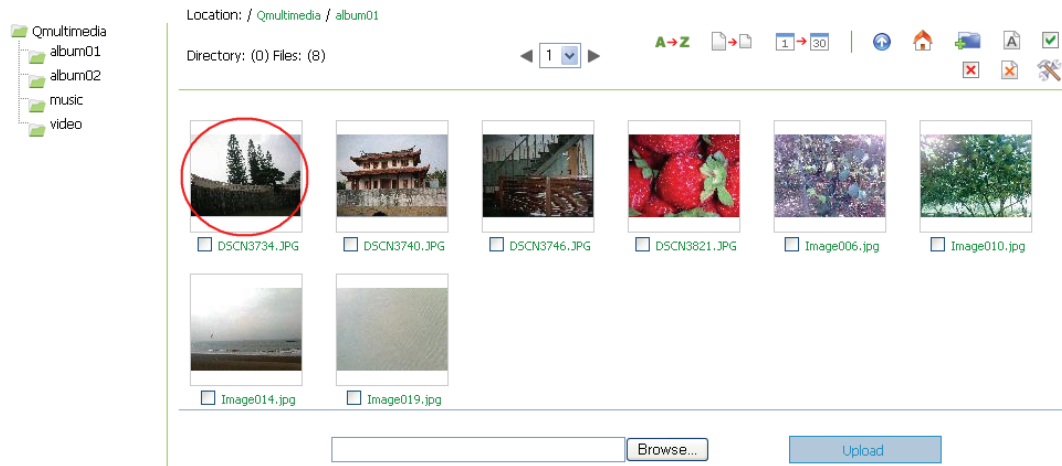 Qmultimedia
album01
album02
music
video
Location: / Qmultimedia / album01
Directory: (0) Files: (8)
1
A→Z
1→30
A
DSCN3734.JPG
DSCN3740.JPG
DSCN3746.JPG
DSCN3821.JPG
Image006.jpg
Image010.jpg
Image014.jpg
Image019.jpg
Browse...
Upload